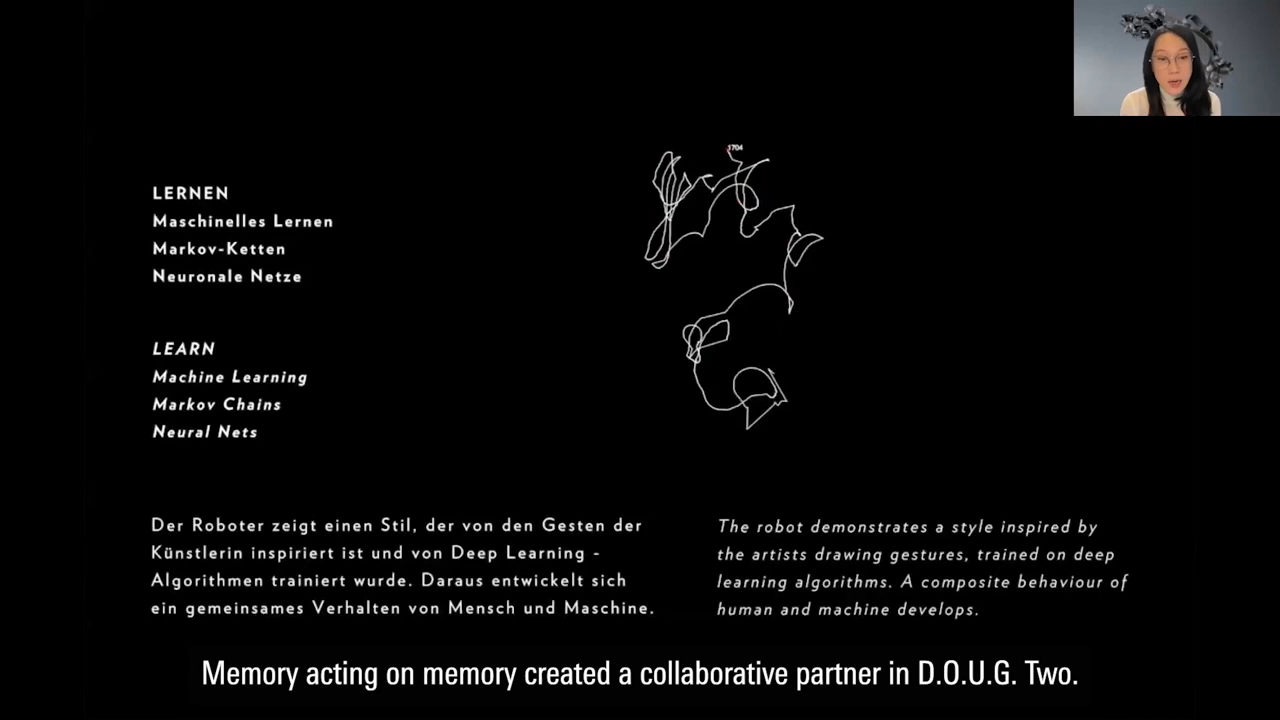 1704
LERNEN
Maschinelles Lernen
Markov-Ketten
Neuronale Netze
LEARN
Machine Learning
Markov Chains
Neural Nets
Der Roboter zeigt einen Stil, der von den Gesten der
Künstlerin inspiriert ist und von Deep Learning -
Algorithmen trainiert wurde. Daraus entwickelt sich
ein gemeinsames Verhalten von Mensch und Maschine.
The robot demonstrates a style inspired by
the artists drawing gestures, trained on deep
learning algorithms. A composite behaviour of
human and machine develops.
Memory acting on memory created a collaborative partner in D.O.U.G. Two.